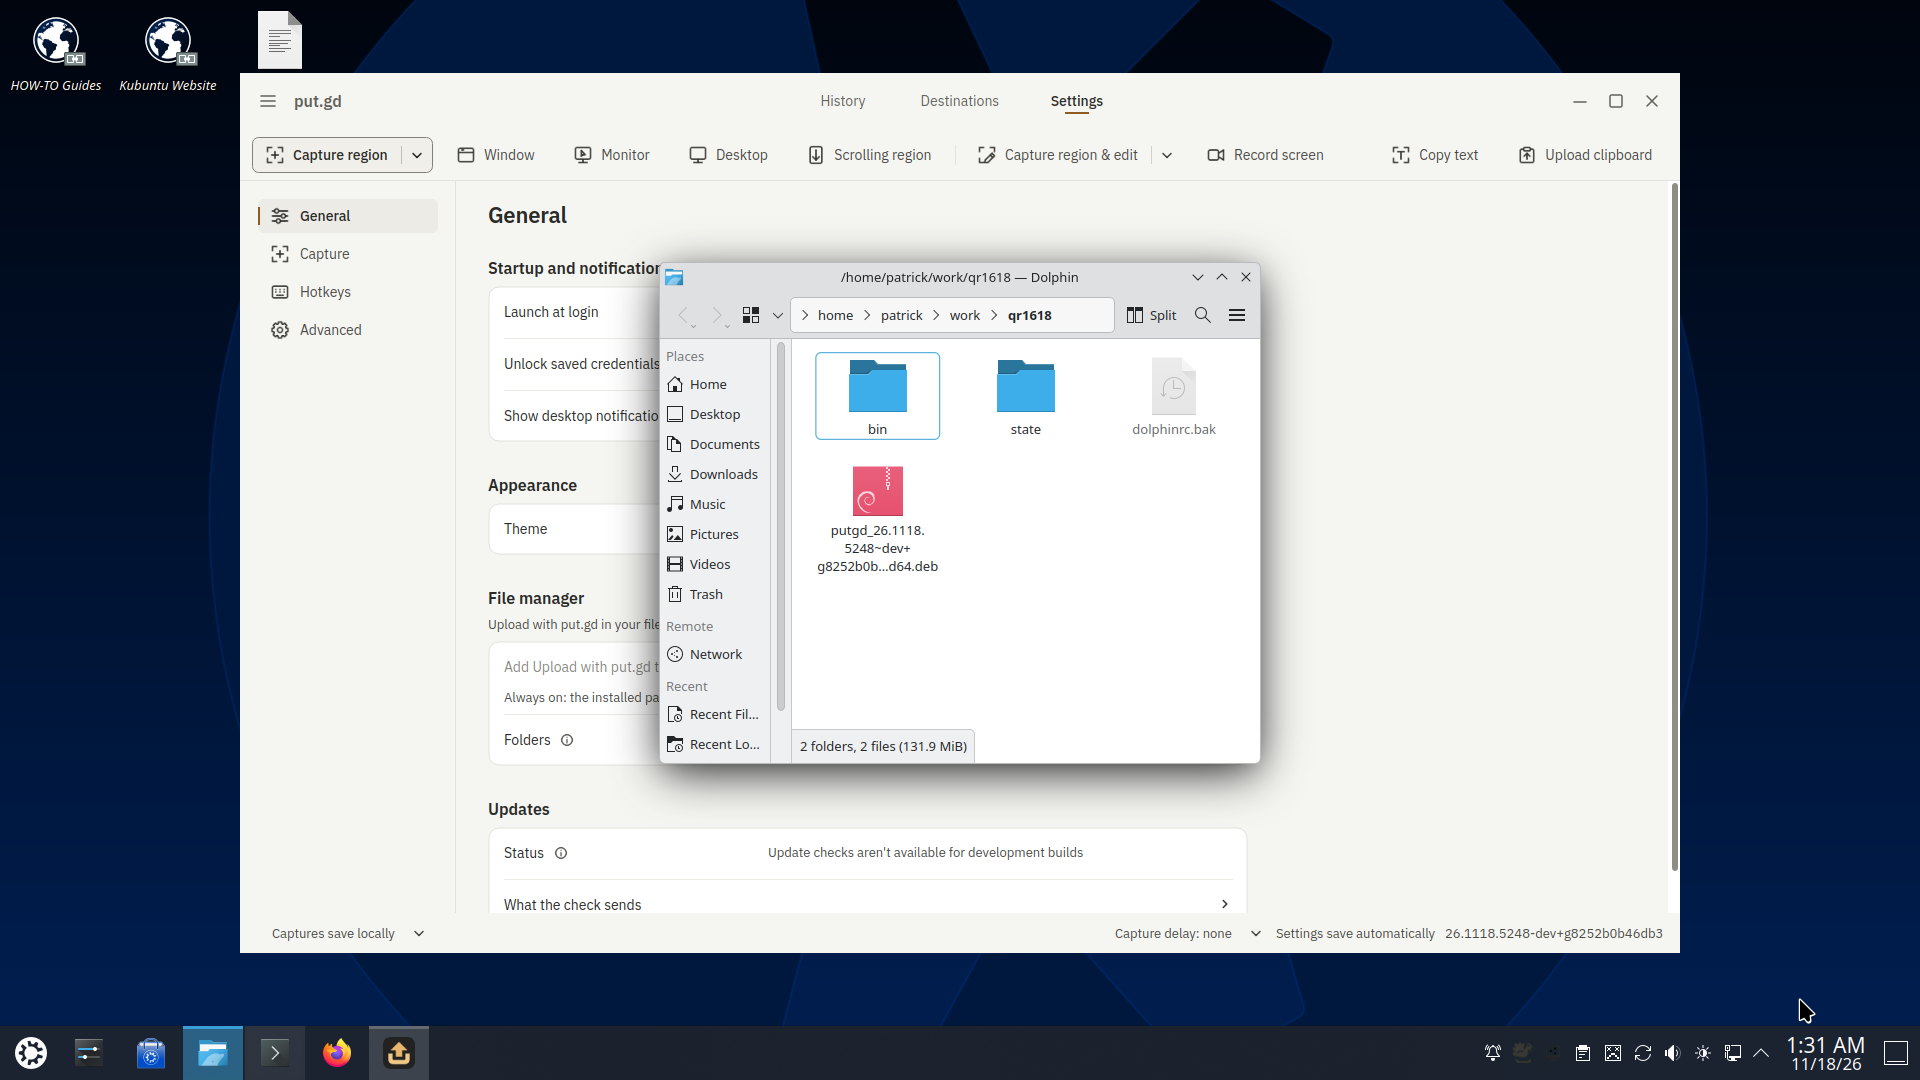 HOW-TO Guides
Kubuntu Website
put.gd
History
Destinations
Settings
Capture region
Window
Monitor
Desktop
Scrolling region
Capture region & edit
Record screen
Copy text
Upload clipboard
General
Capture
Hotkeys
Advanced
General
Startup and notification
Launch at login
Unlock saved credentials
Show desktop notificatio
Appearance
Theme
File manager
Upload with put.gd in your file
Add Upload with put.gd t
Always on: the installed pa
Folders
Updates
Status
Update checks aren't available for development builds
What the check sends
/home/patrick/work/qr1618 — Dolphin
home
patrick
work
qr1618
Split
Places
Home
Desktop
Documents
Downloads
Music
Pictures
Videos
Trash
Remote
Network
Recent
Recent Fil...
Recent Lo...
bin
state
dolphinrc.bak
putgd_26.1118.
5248~dev+
g8252b0b...d64.deb
2 folders, 2 files (131.9 MiB)
Captures save locally
Capture delay: none
Settings save automatically
26.1118.5248-dev+g8252b0b46db3
1:31 AM
11/18/26